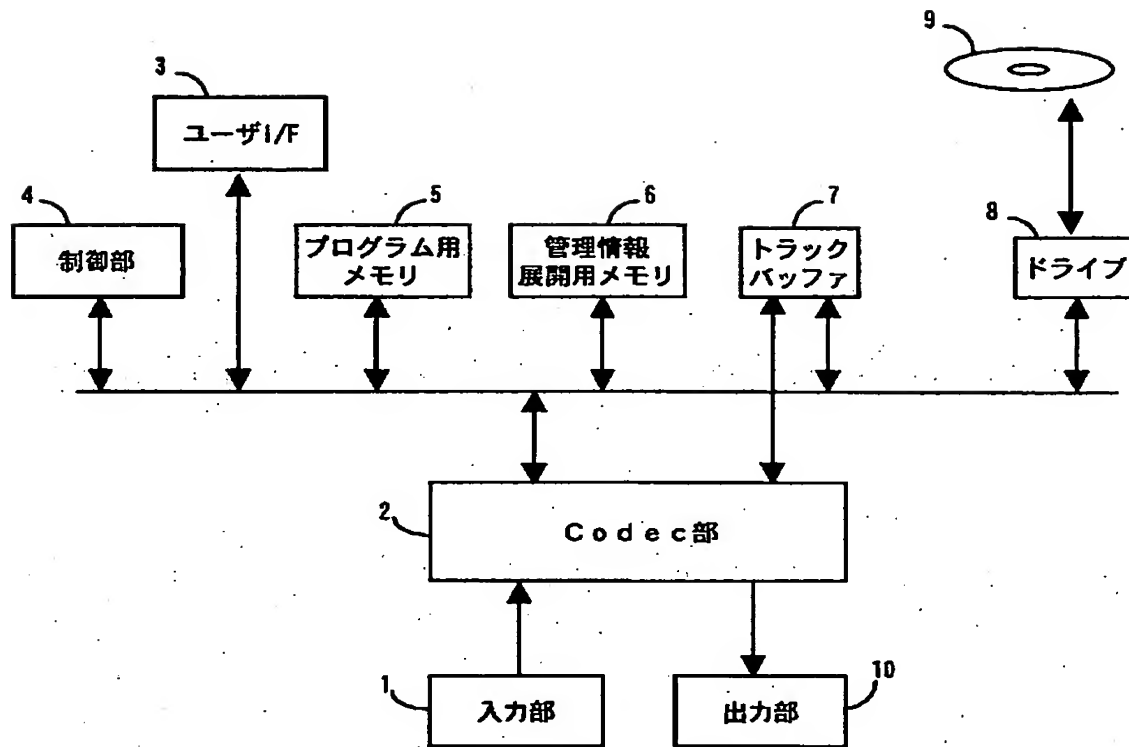 9
3
ユーザI/F
4
制御部
5
プログラム用
メモリ
6
管理情報
展開用メモリ
7
トラック
バッファ
8
ドライブ
2
Codec部
1
入力部
10
出力部